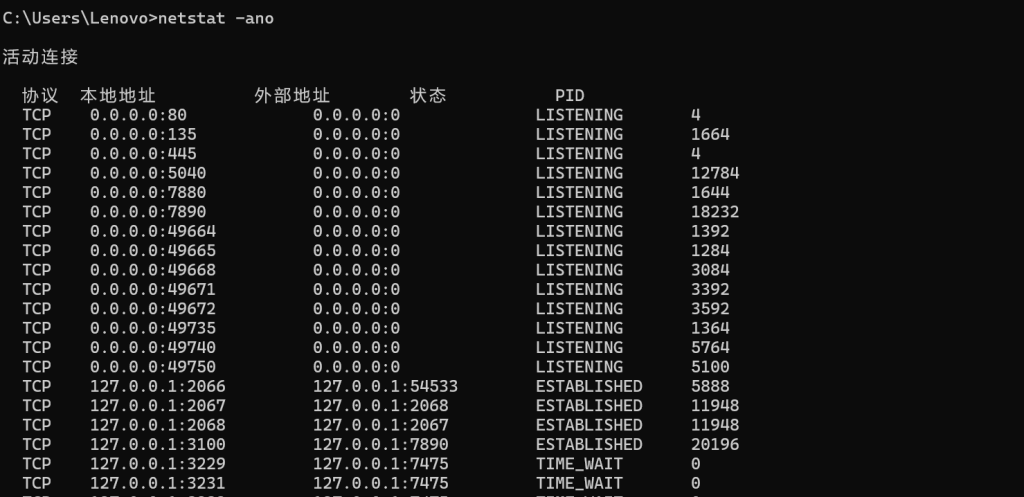 C:\Users\Lenovo>netstat -ano
活动连接
协议 本地地址 外部地址 状态 PID
TCP 0.0.0.0:80 0.0.0.0:0 LISTENING 4
TCP 0.0.0.0:135 0.0.0.0:0 LISTENING 1664
TCP 0.0.0.0:445 0.0.0.0:0 LISTENING 4
TCP 0.0.0.0:5040 0.0.0.0:0 LISTENING 12784
TCP 0.0.0.0:7880 0.0.0.0:0 LISTENING 1644
TCP 0.0.0.0:7890 0.0.0.0:0 LISTENING 18232
TCP 0.0.0.0:49664 0.0.0.0:0 LISTENING 1392
TCP 0.0.0.0:49665 0.0.0.0:0 LISTENING 1284
TCP 0.0.0.0:49668 0.0.0.0:0 LISTENING 3084
TCP 0.0.0.0:49671 0.0.0.0:0 LISTENING 3392
TCP 0.0.0.0:49672 0.0.0.0:0 LISTENING 3592
TCP 0.0.0.0:49735 0.0.0.0:0 LISTENING 1364
TCP 0.0.0.0:49740 0.0.0.0:0 LISTENING 5764
TCP 0.0.0.0:49750 0.0.0.0:0 LISTENING 5100
TCP 127.0.0.1:2066 127.0.0.1:54533 ESTABLISHED 5888
TCP 127.0.0.1:2067 127.0.0.1:2068 ESTABLISHED 11948
TCP 127.0.0.1:2068 127.0.0.1:2067 ESTABLISHED 11948
TCP 127.0.0.1:3100 127.0.0.1:7890 ESTABLISHED 20196
TCP 127.0.0.1:3229 127.0.0.1:7475 TIME_WAIT 0
TCP 127.0.0.1:3231 127.0.0.1:7475 TIME_WAIT 0